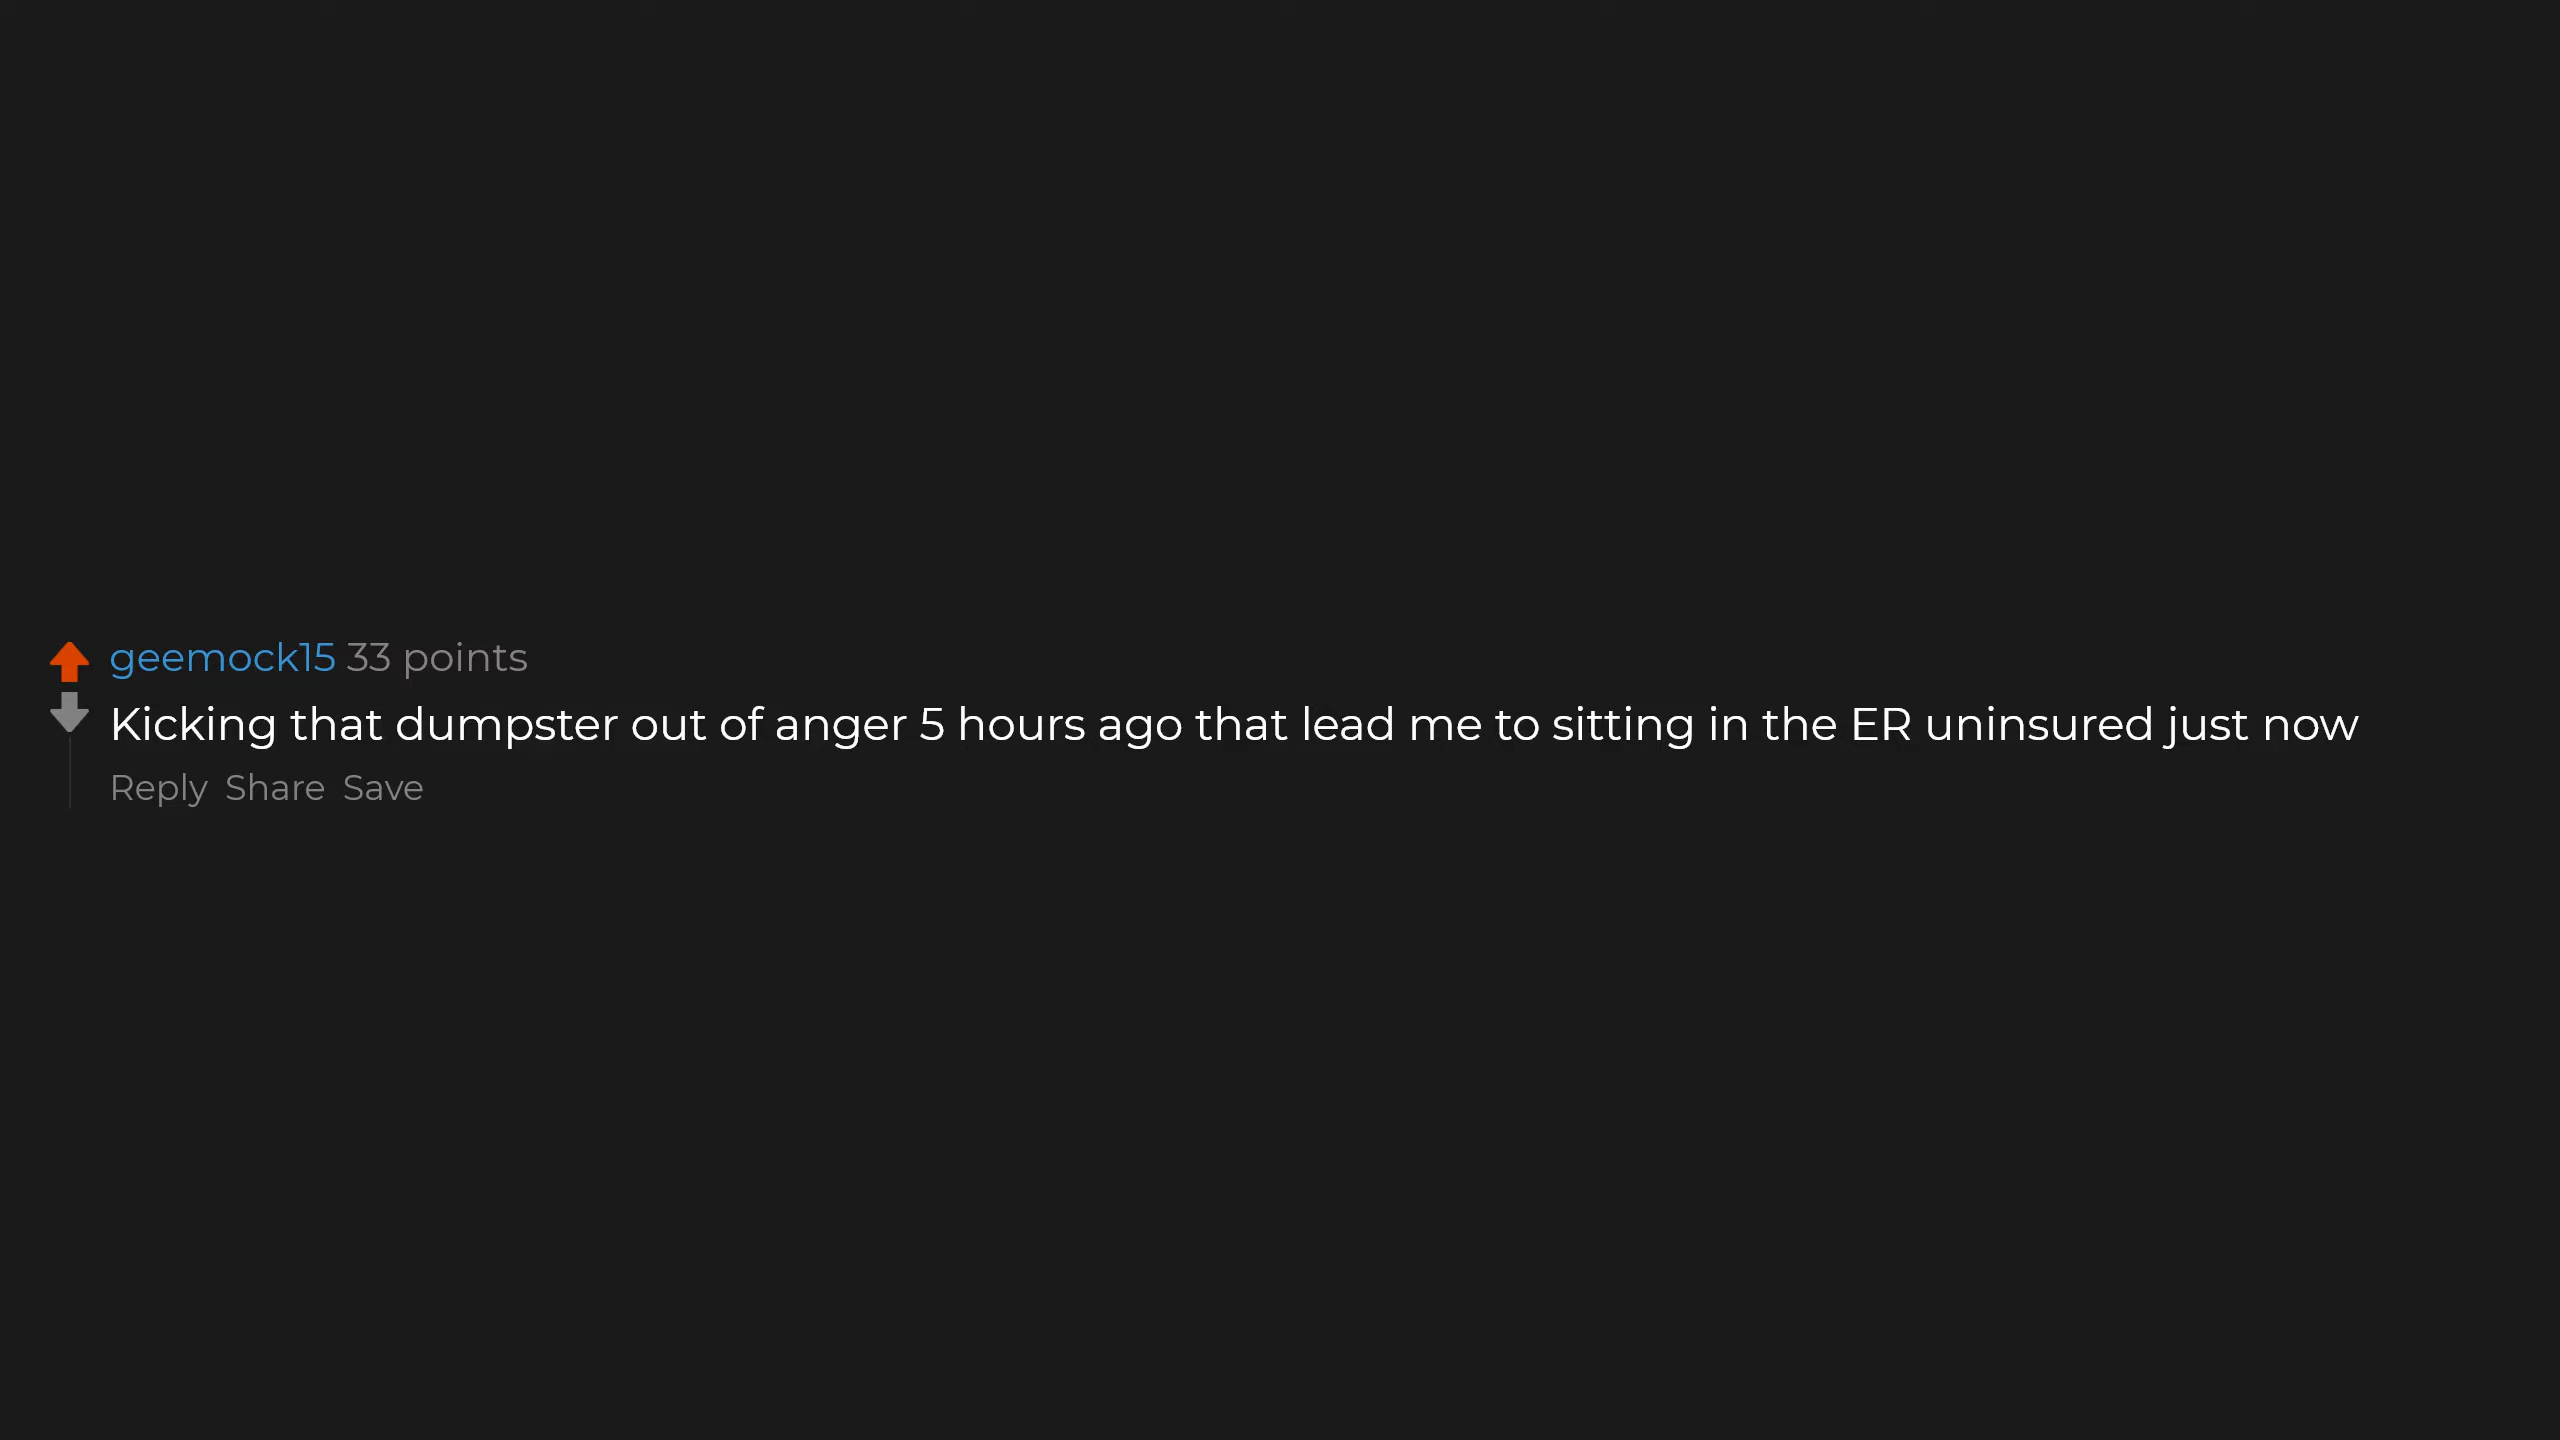 geemock15 33 points
Kicking that dumpster out of anger 5 hours ago that lead me to sitting in the ER uninsured just now
Reply Share Save